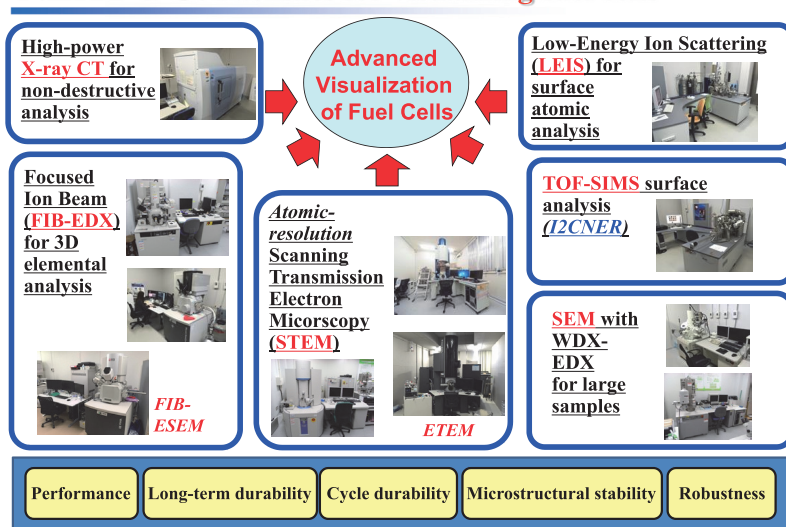 High-power
X-ray CT for
non-destructive
analysis
Advanced
Visualization
of Fuel Cells
Low-Energy Ion Scattering
(LEIS) for
surface
atomic
analysis
Focused
Ion Beam
(FIB-EDX)
for 3D
elemental
analysis
FIB-
ESEM
Atomic-
resolution
Scanning
Transmission
Electron
Micorscopy
(STEM)
ETEM
TOF-SIMS surface
analysis
(I2CNER)
SEM with
WDX-
EDX
for large
samples
Performance
Long-term durability
Cycle durability
Microstructural stability
Robustness